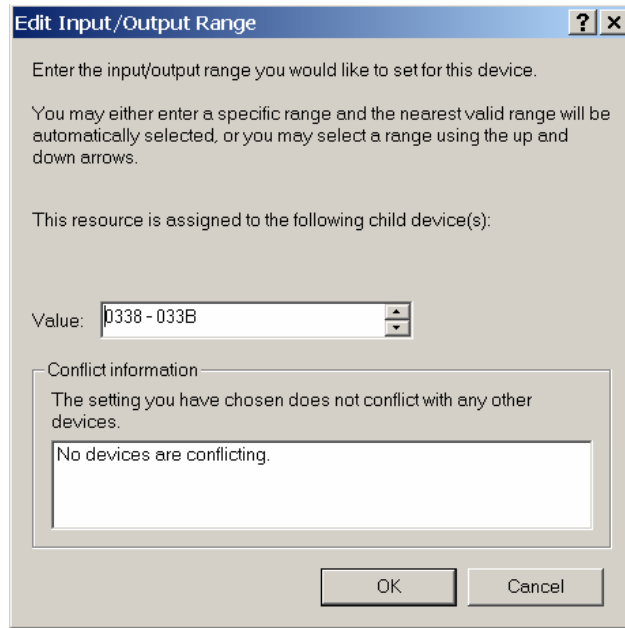 Edit Input/Output Range
Enter the input/output range you would like to set for this device.
You may either enter a specific range and the nearest valid range will be
automatically selected, or you may select a range using the up and
down arrows.
This resource is assigned to the following child device(s):
Value: 0338 - 033B
Conflict information
The setting you have chosen does not conflict with any other
devices.
No devices are conflicting.
OK Cancel